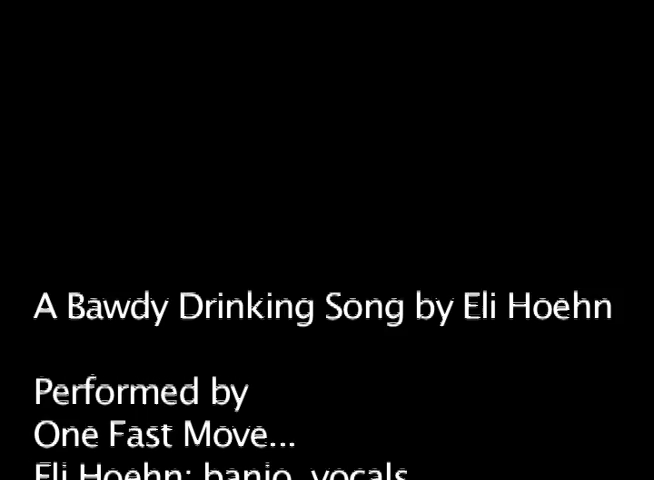 A Bawdy Drinking Song by Eli Hoehn
Performed by
One Fast Move...
Eli Hoehn: banjo, vocals